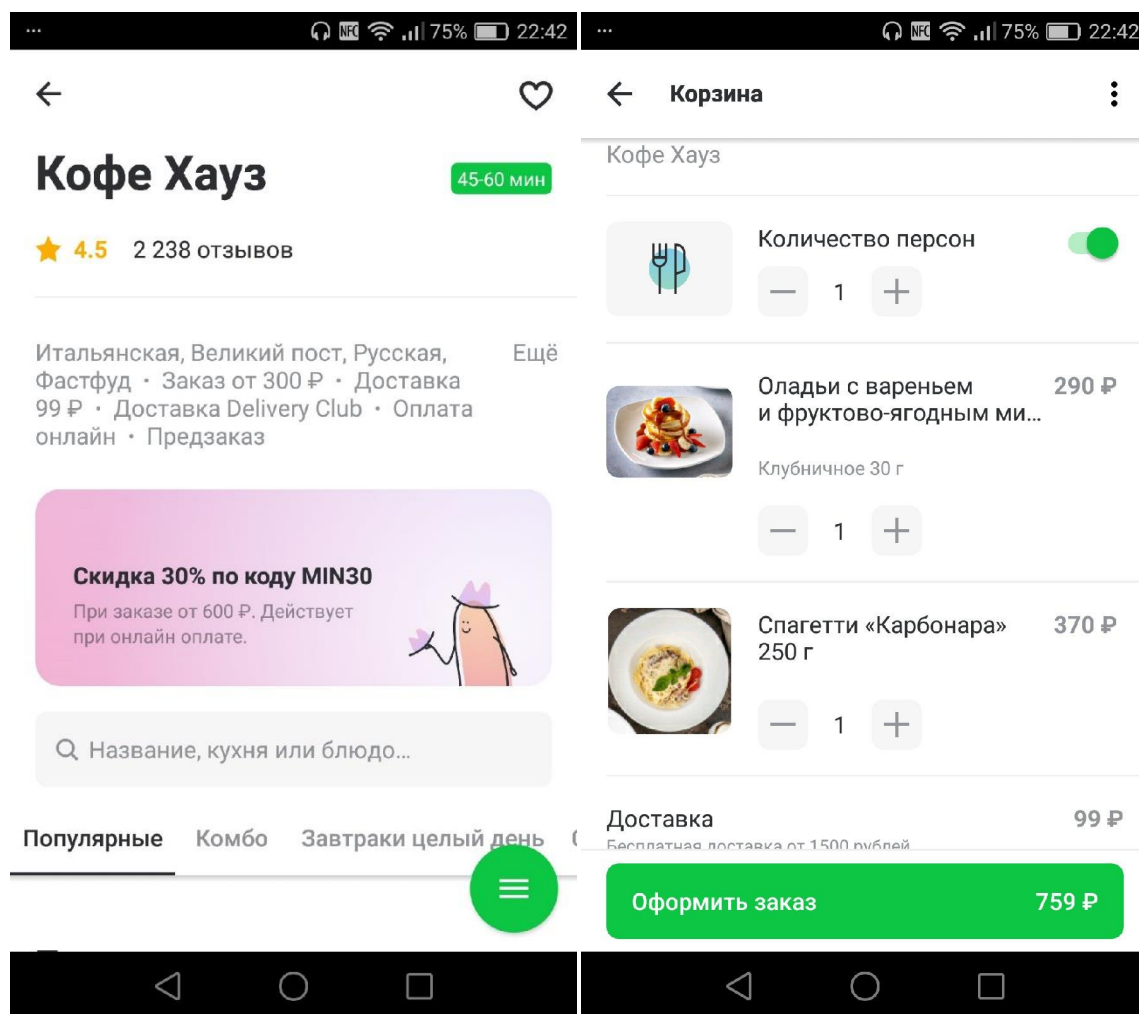 ... NFC 75% 22:42
Кофе Хауз
45-60 мин
4.5 2 238 отзывов
Итальянская, Великий пост, Русская, Ещё
Фастфуд • Заказ от 300 ₽ • Доставка
99 ₽ • Доставка Delivery Club • Оплата
онлайн • Предзаказ
Скидка 30% по коду MIN30
При заказе от 600 ₽. Действует
при онлайн оплате.
Название, кухня или блюдо...
Популярные Комбо Завтраки целый день
... NFC 75% 22:42
Корзина
Кофе Хауз
Количество персон
1
Оладьи с вареньем 290 ₽
и фруктово-ягодным ми...
Клубничное 30 г
1
Спагетти «Карбонара» 370 ₽
250 г
1
Доставка 99 ₽
Бесплатная доставка от 1500 рублей
Оформить заказ 759 ₽